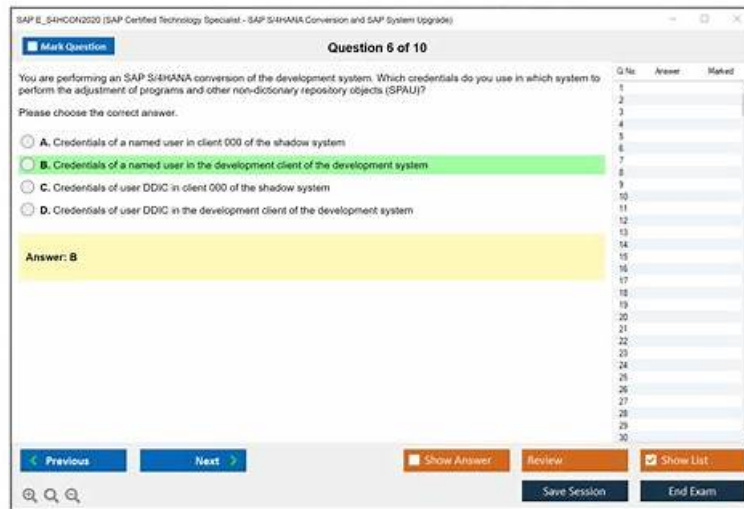 SAP E_S4HCON2020 (SAP Certified Technology Specialist - SAP S/4HANA Conversion and SAP System Upgrade)
Mark Question
Question 6 of 10
You are performing an SAP S/4HANA conversion of the development system. Which credentials do you use in which system to
perform the adjustment of programs and other non-dictionary repository objects (SPAU)?
Please choose the correct answer.
A. Credentials of a named user in client 000 of the shadow system
B. Credentials of a named user in the development client of the development system
C. Credentials of user DDIC in client 000 of the shadow system
D. Credentials of user DDIC in the development client of the development system
Answer: B
Q No Answer Marked
1
2
3
4
5
6
7
8
9
10
11
12
13
14
15
16
17
18
19
20
21
22
23
24
25
26
27
28
29
30
Previous
Next
Show Answer
Review
Show List
Save Session
End Exam